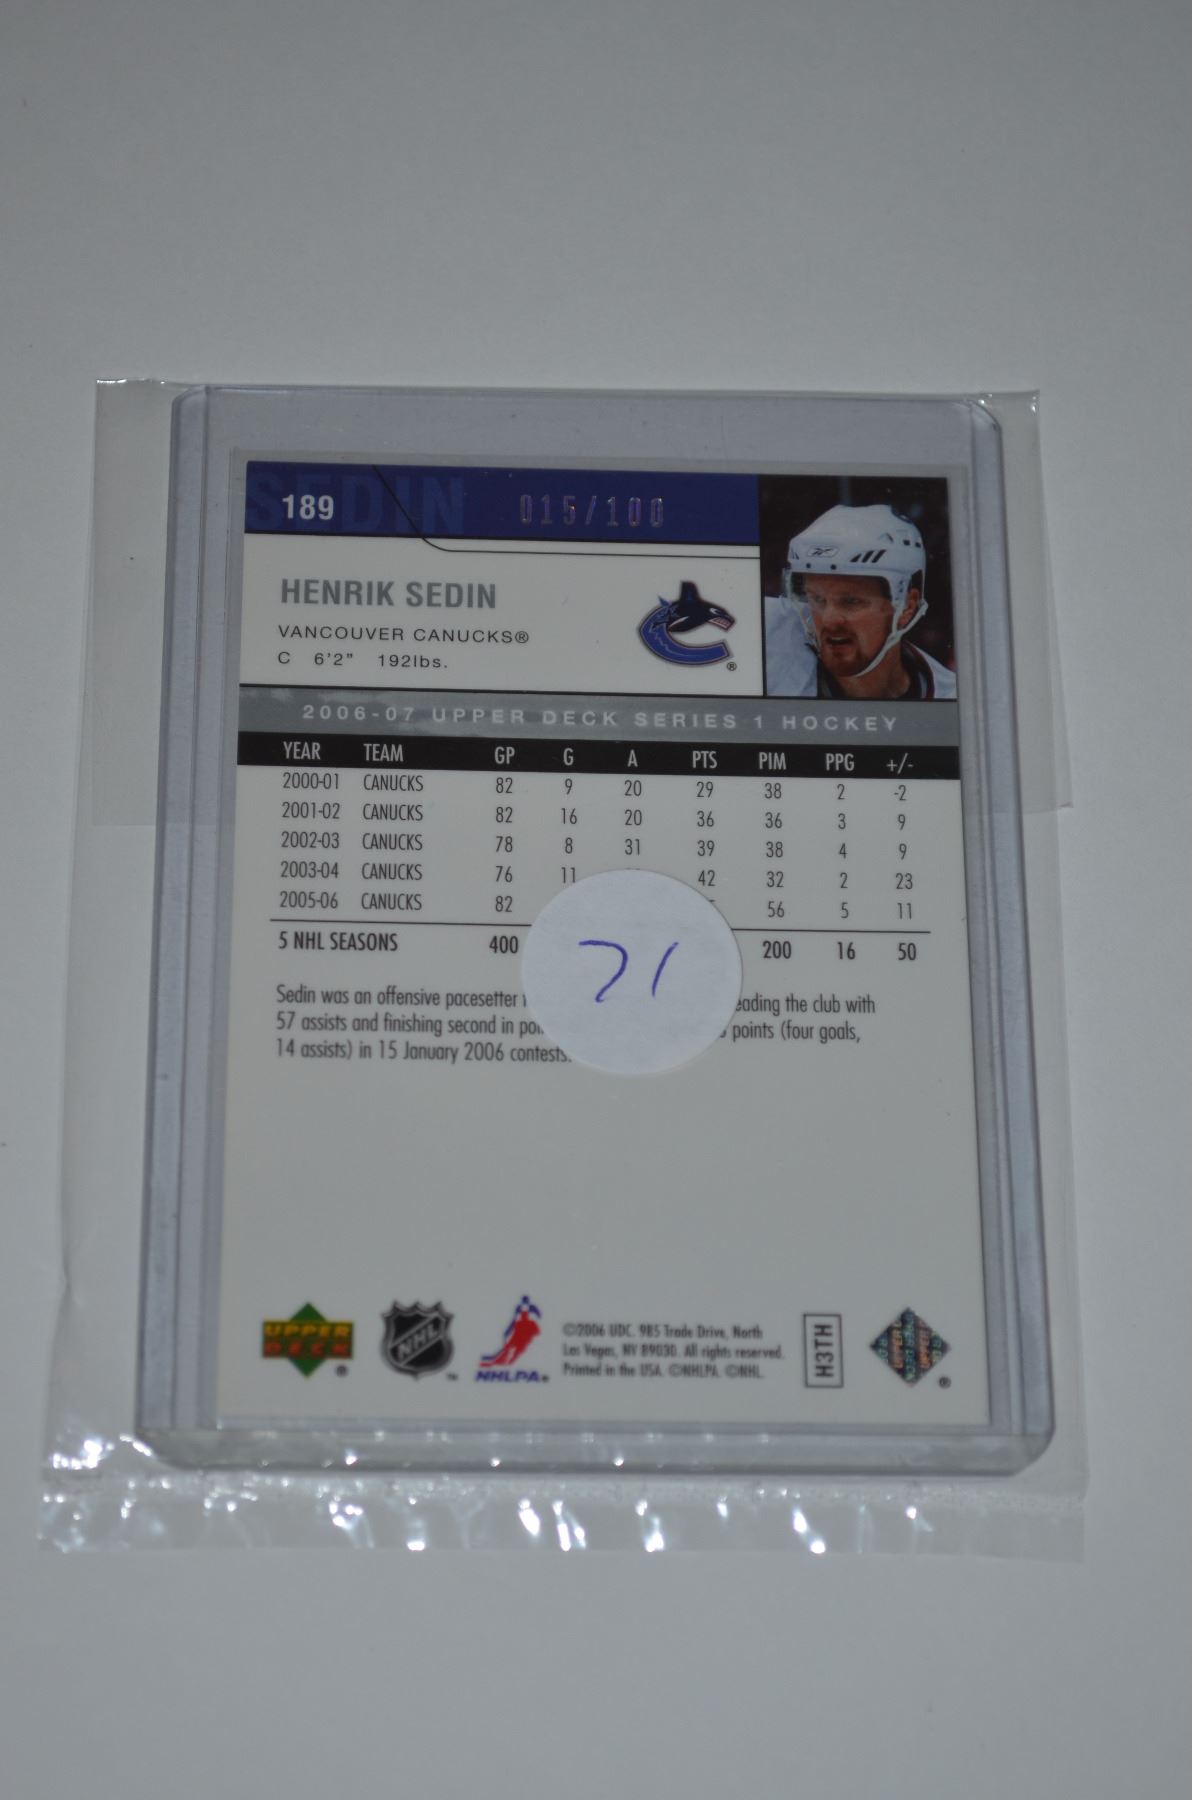 SEDIN
189 015/100
HENRIK SEDIN
VANCOUVER CANUCKS®
C 6'2" 192lbs.
®
2006-07 UPPER DECK SERIES 1 HOCKEY
YEAR TEAM GP G A PTS PIM PPG +/-
2000-01 CANUCKS 82 9 20 29 38 2 -2
2001-02 CANUCKS 82 16 20 36 36 3 9
2002-03 CANUCKS 78 8 31 39 38 4 9
2003-04 CANUCKS 76 11 42 32 2 23
2005-06 CANUCKS 82 56 5 11
5 NHL SEASONS 400 200 16 50
71
Sedin was an offensive pacesetter leading the club with
57 assists and finishing second in points (four goals,
14 assists) in 15 January 2006 contests.
UPPER DECK ®
NHL ™
NHLPA®
©2006 UDC. 985 Trade Drive, North
Las Vegas, NV 89030. All rights reserved.
Printed in the USA. ©NHLPA. ©NHL.
H3TH
UPPER DECK
®